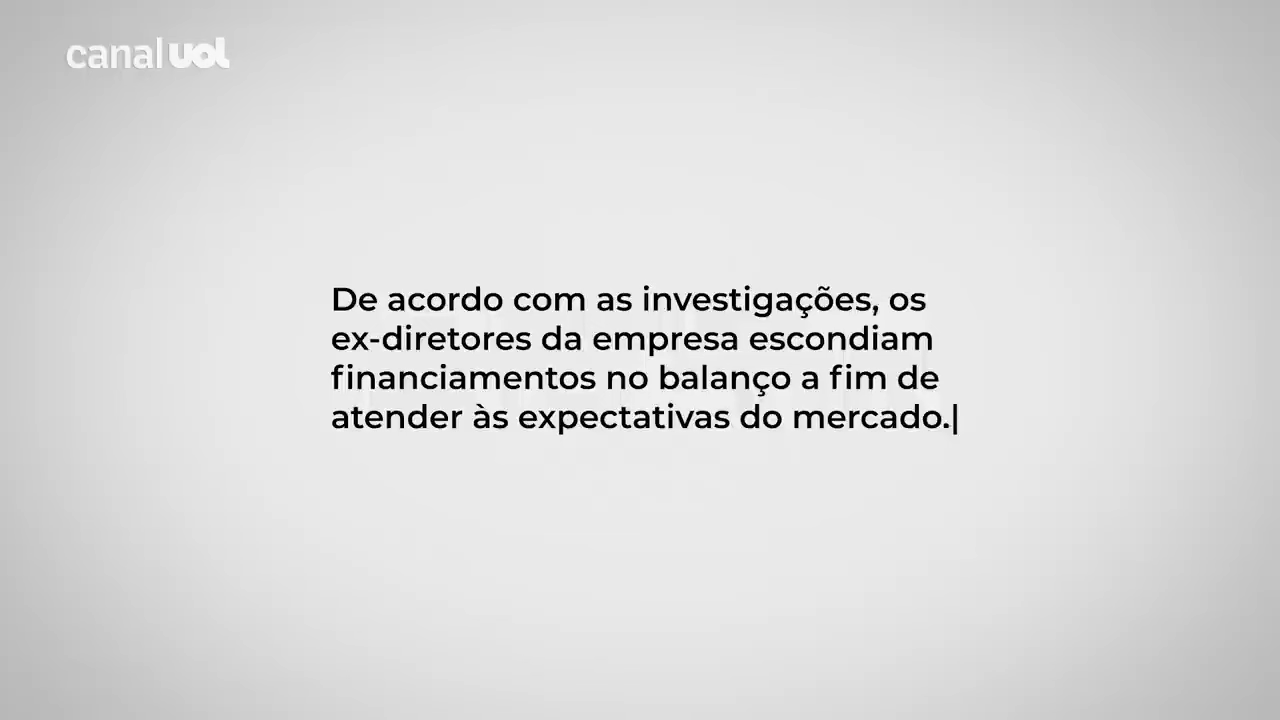 canal uol
De acordo com as investigações, os
ex-diretores da empresa escondiam
financiamentos no balanço a fim de
atender às expectativas do mercado.|